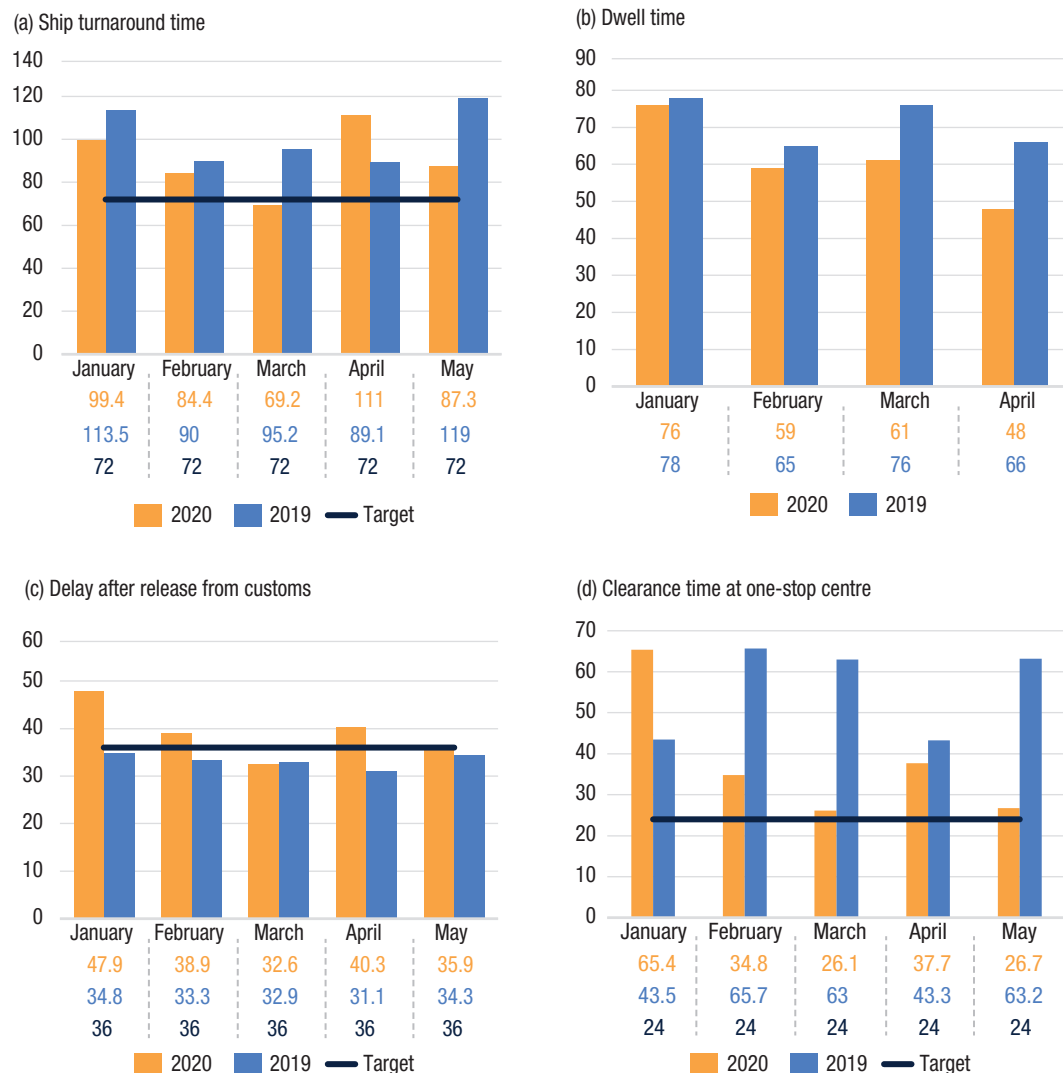 (a) Ship turnaround time
140
120
100
80
60
40
20
0
January February March April May
99.4 84.4 69.2 111 87.3
113.5 90 95.2 89.1 119
72 72 72 72 72
2020 2019 Target
(b) Dwell time
90
80
70
60
50
40
30
20
10
0
January February March April
76 59 61 48
78 65 76 66
2020 2019
(c) Delay after release from customs
60
50
40
30
20
10
0
January February March April May
47.9 38.9 32.6 40.3 35.9
34.8 33.3 32.9 31.1 34.3
36 36 36 36 36
2020 2019 Target
(d) Clearance time at one-stop centre
70
60
50
40
30
20
10
0
January February March April May
65.4 34.8 26.1 37.7 26.7
43.5 65.7 63 43.3 63.2
24 24 24 24 24
2020 2019 Target